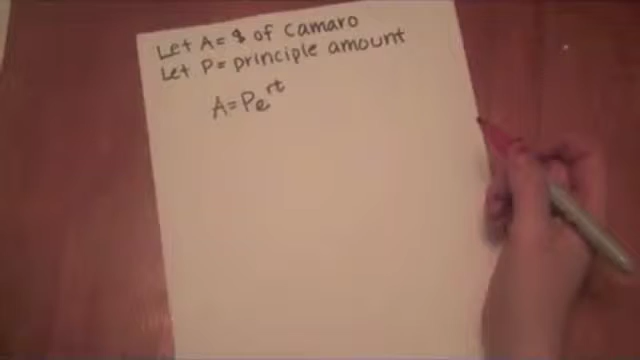 Let A = $ of Camaro
Let P = principle amount
A = Pe^rt